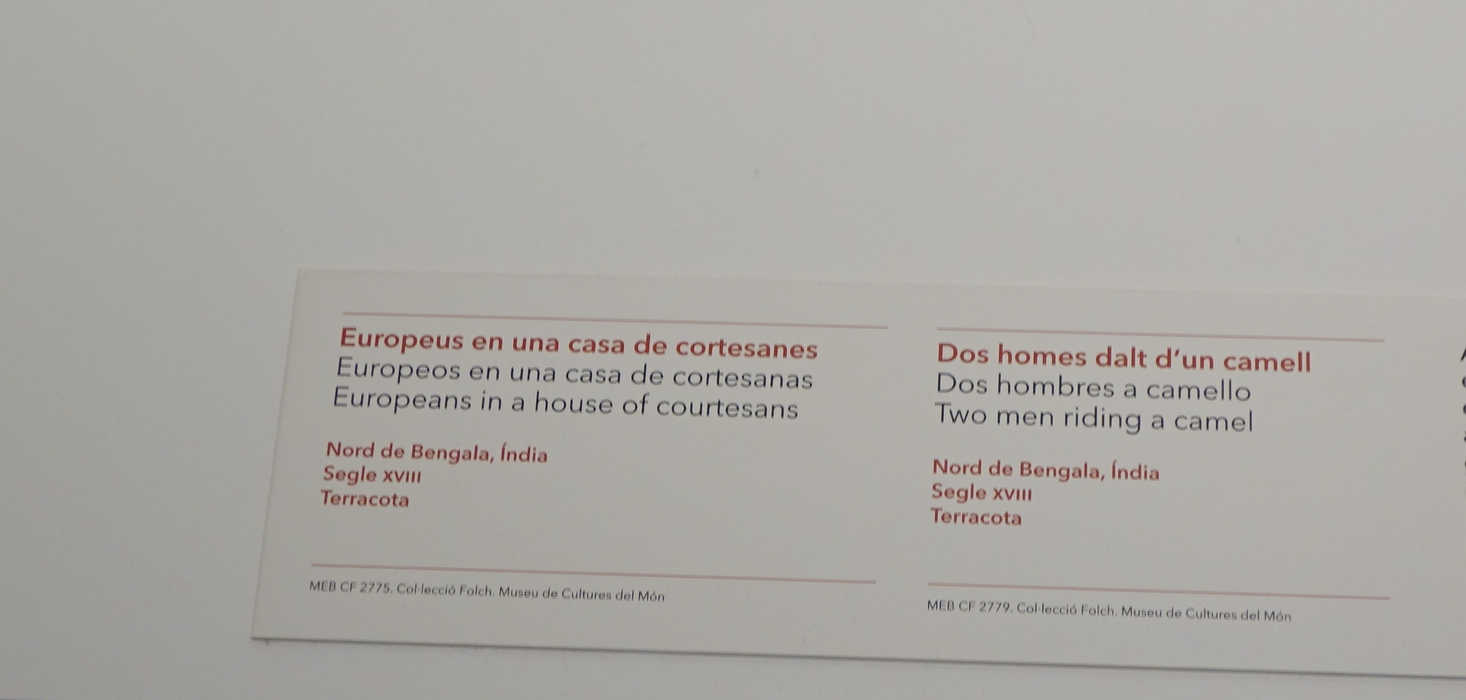 Europeus en una casa de cortesanes
Europeos en una casa de cortesanas
Europeans in a house of courtesans
Nord de Bengala, Índia
Segle XVIII
Terracota
MEB CF 2775. Col·lecció Folch. Museu de Cultures del Món
Dos homes dalt d’un camell
Dos hombres a camello
Two men riding a camel
Nord de Bengala, Índia
Segle XVIII
Terracota
MEB CF 2779. Col·lecció Folch. Museu de Cultures del Món